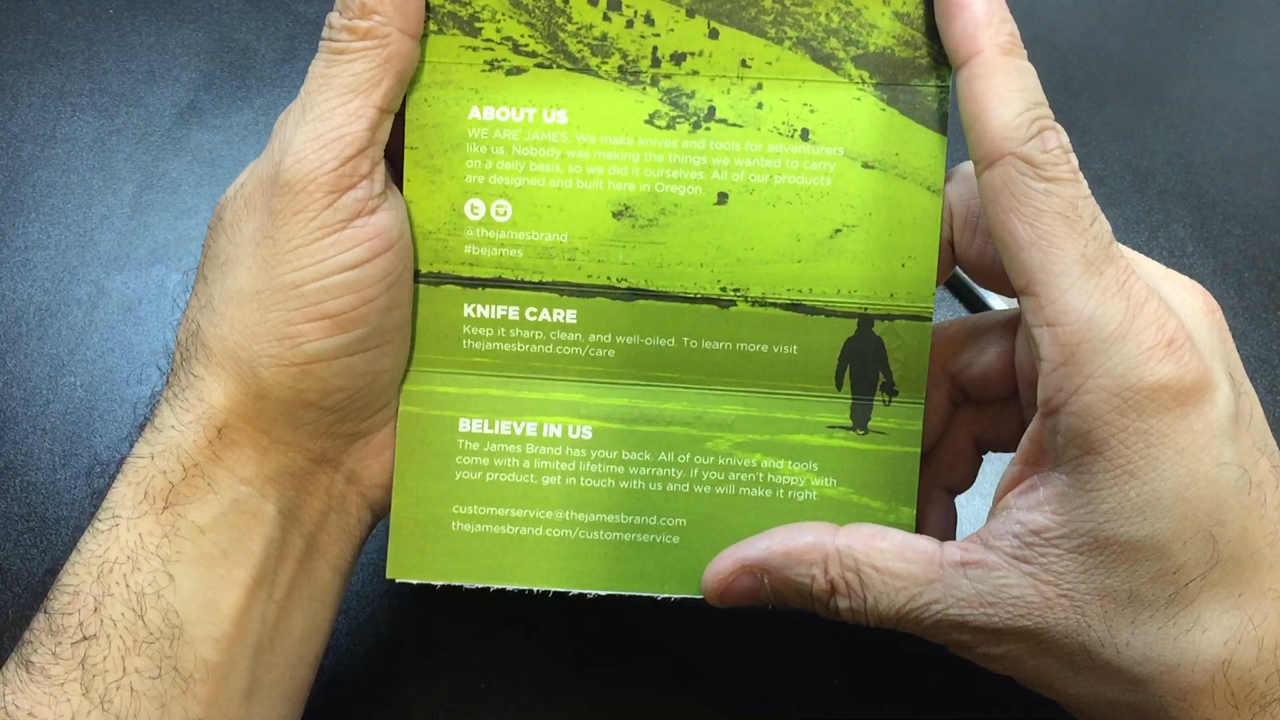 ABOUT US
WE ARE JAMES. We make knives and tools for adventurers
like us. Nobody was making the things we wanted to carry
on a daily basis, so we did it ourselves. All of our products
are designed and built here in Oregon.
@thejamesbrand
#bejames
KNIFE CARE
Keep it sharp, clean, and well-oiled. To learn more visit
thejamesbrand.com/care
BELIEVE IN US
The James Brand has your back. All of our knives and tools
come with a limited lifetime warranty. If you aren't happy with
your product, get in touch with us and we will make it right.
customerservice@thejamesbrand.com
thejamesbrand.com/customerservice